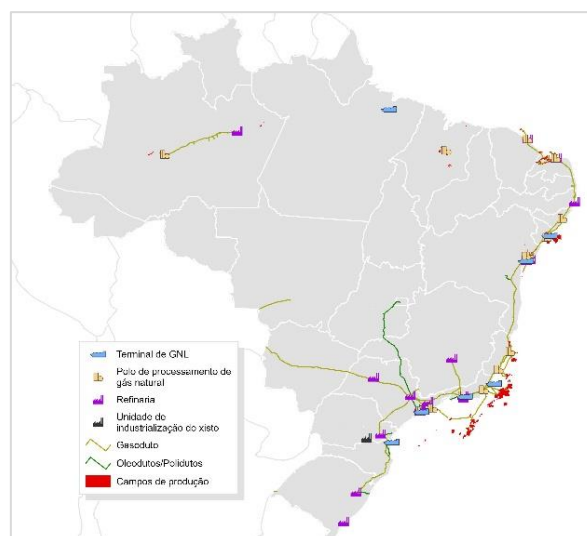 Terminal de GNL
Polo de processamento de
gás natural
Refinaria
Unidade de
industrialização do xisto
Gasoduto
Oleodutos/Polidutos
Campos de produção